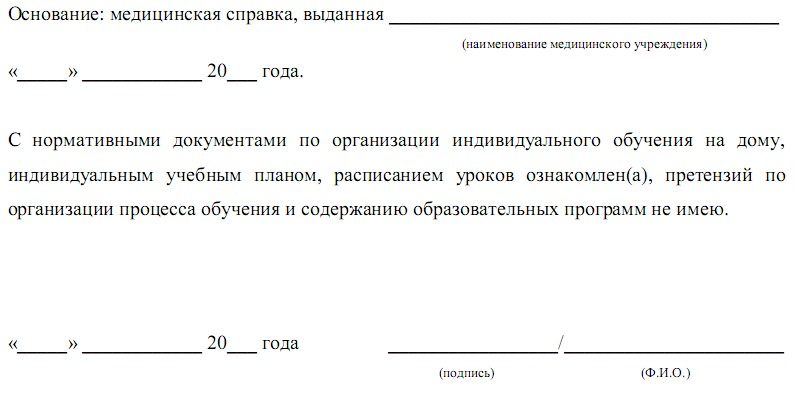 Основание: медицинская справка, выданная ______________________________________
(наименование медицинского учреждения)
«_____» ____________ 20___ года.
С нормативными документами по организации индивидуального обучения на дому,
индивидуальным учебным планом, расписанием уроков ознакомлен(а), претензий по
организации процесса обучения и содержанию образовательных программ не имею.
«_____» ____________ 20___ года _________________/______________________
(подпись) (Ф.И.О.)